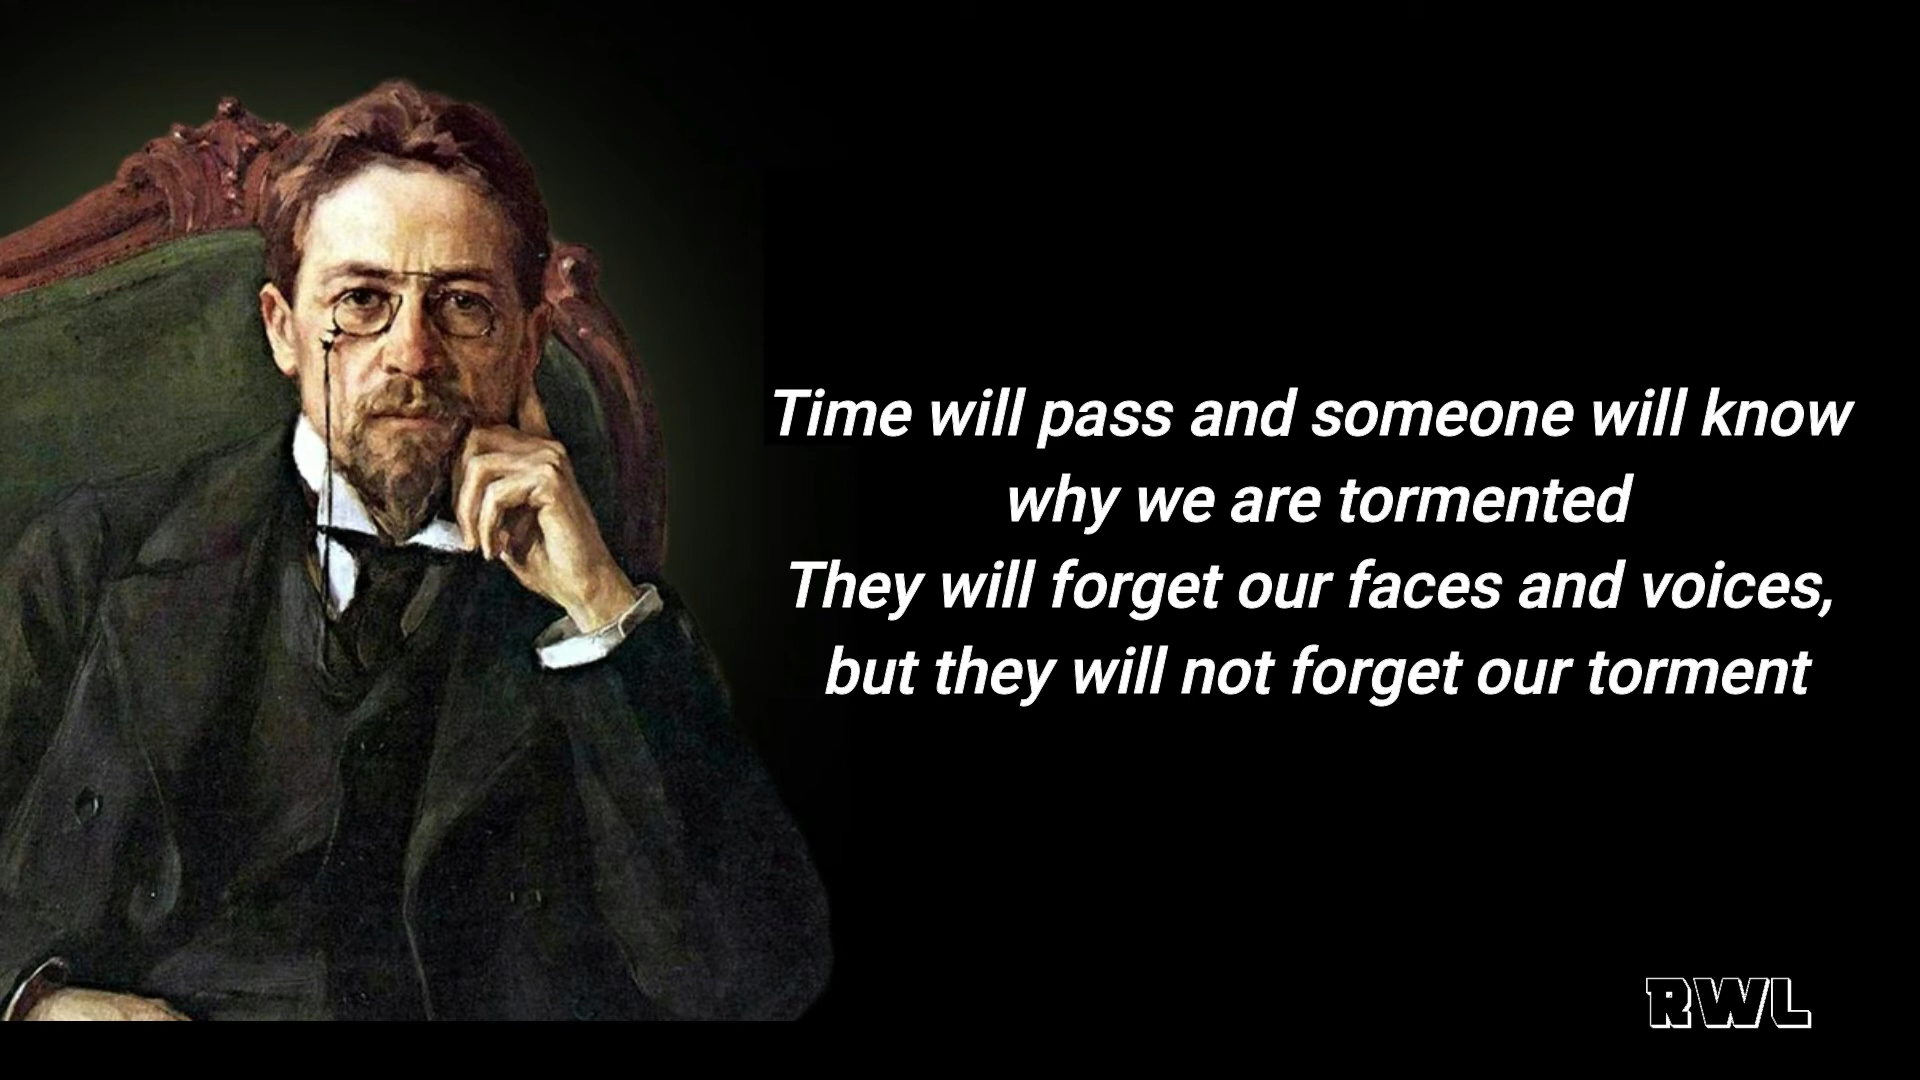 Time will pass and someone will know
why we are tormented
They will forget our faces and voices,
but they will not forget our torment
RWL